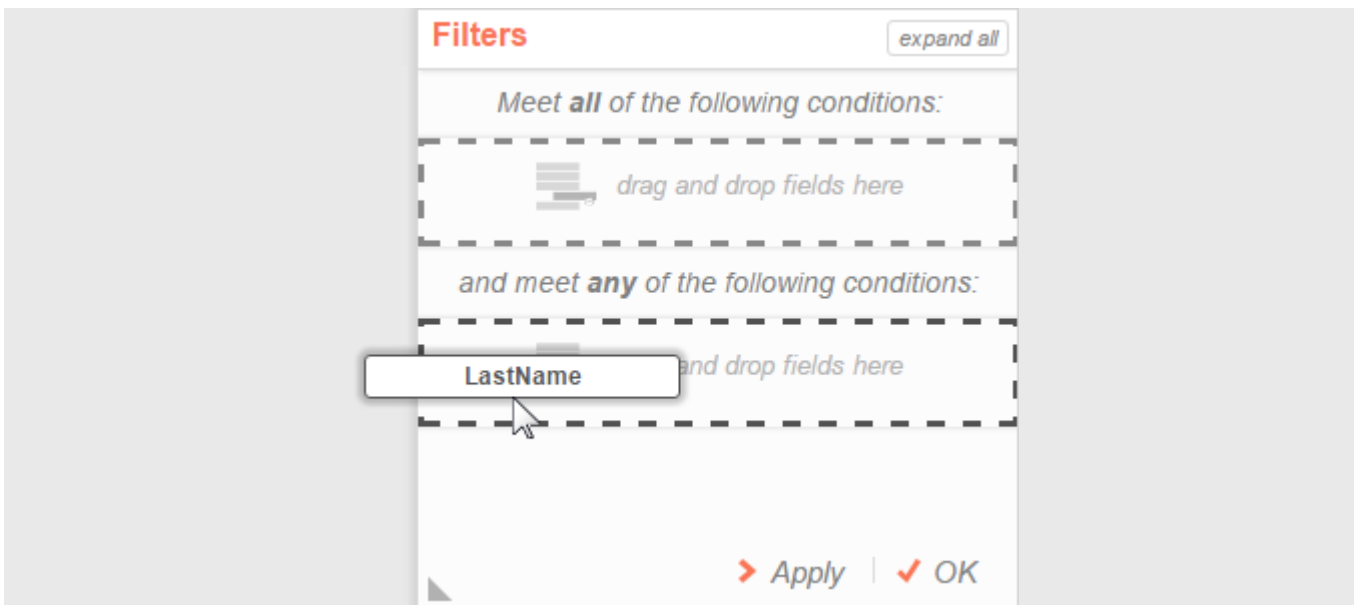 Filters
expand all
Meet all of the following conditions:
drag and drop fields here
and meet any of the following conditions:
LastName
and drop fields here
Apply
OK